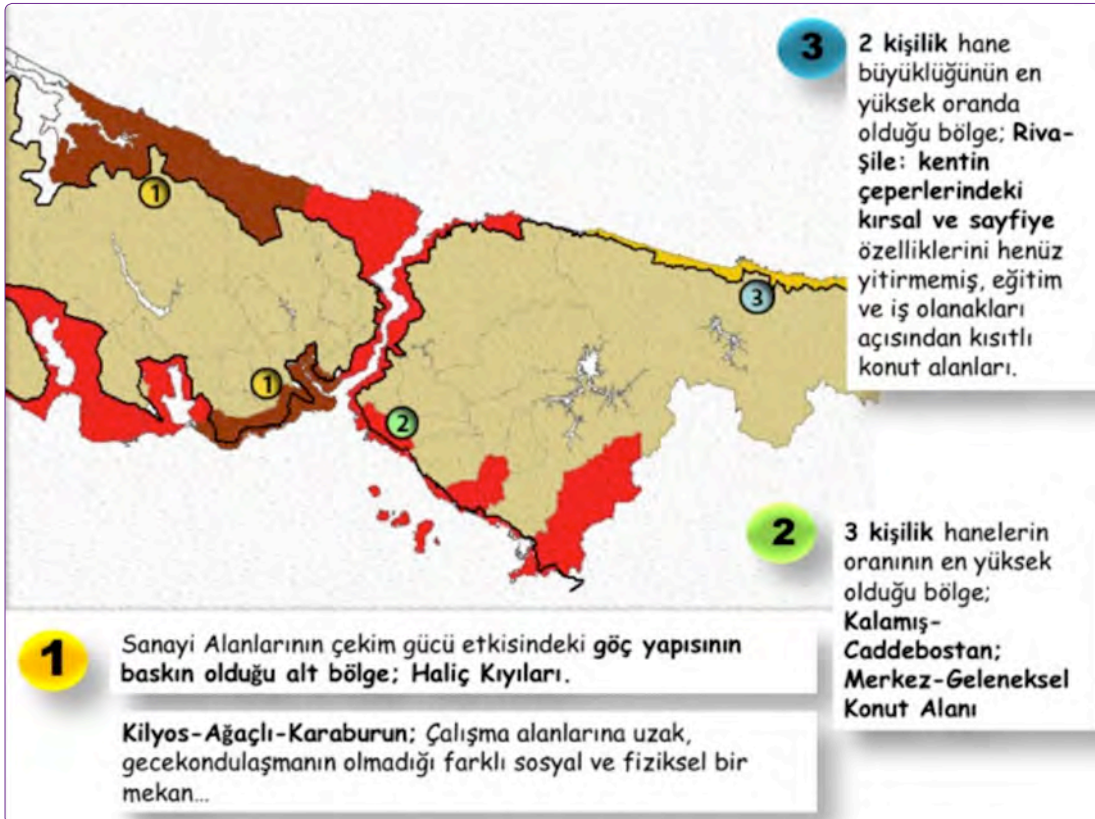 3
2 kişilik hane
büyüklüğünün en
yüksek oranda
olduğu bölge; Riva-
Şile: kentin
çeperlerindeki
kırsal ve sayfiye
özelliklerini henüz
yitirmemiş, eğitim
ve iş olanakları
açısından kısıtlı
konut alanları.
1
3
1
2
2
3 kişilik hanelerin
oranının en yüksek
olduğu bölge;
Kalamış-
Caddebostan;
Merkez-Geleneksel
Konut Alanı
1
Sanayi Alanlarının çekim gücü etkisindeki göç yapısının
baskın olduğu alt bölge; Haliç Kıyıları.
Kilyos-Ağaçlı-Karaburun; Çalışma alanlarına uzak,
gecekondulaşmanın olmadığı farklı sosyal ve fiziksel bir
mekan…